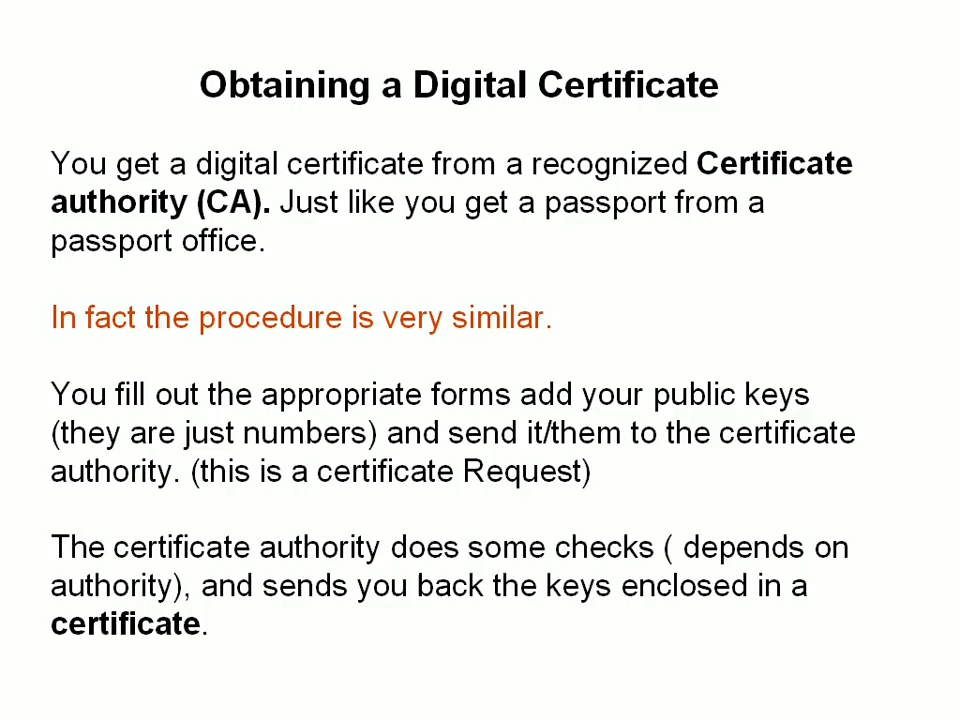 Obtaining a Digital Certificate
You get a digital certificate from a recognized Certificate
authority (CA). Just like you get a passport from a
passport office.
In fact the procedure is very similar.
You fill out the appropriate forms add your public keys
(they are just numbers) and send it/them to the certificate
authority. (this is a certificate Request)
The certificate authority does some checks ( depends on
authority), and sends you back the keys enclosed in a
certificate.